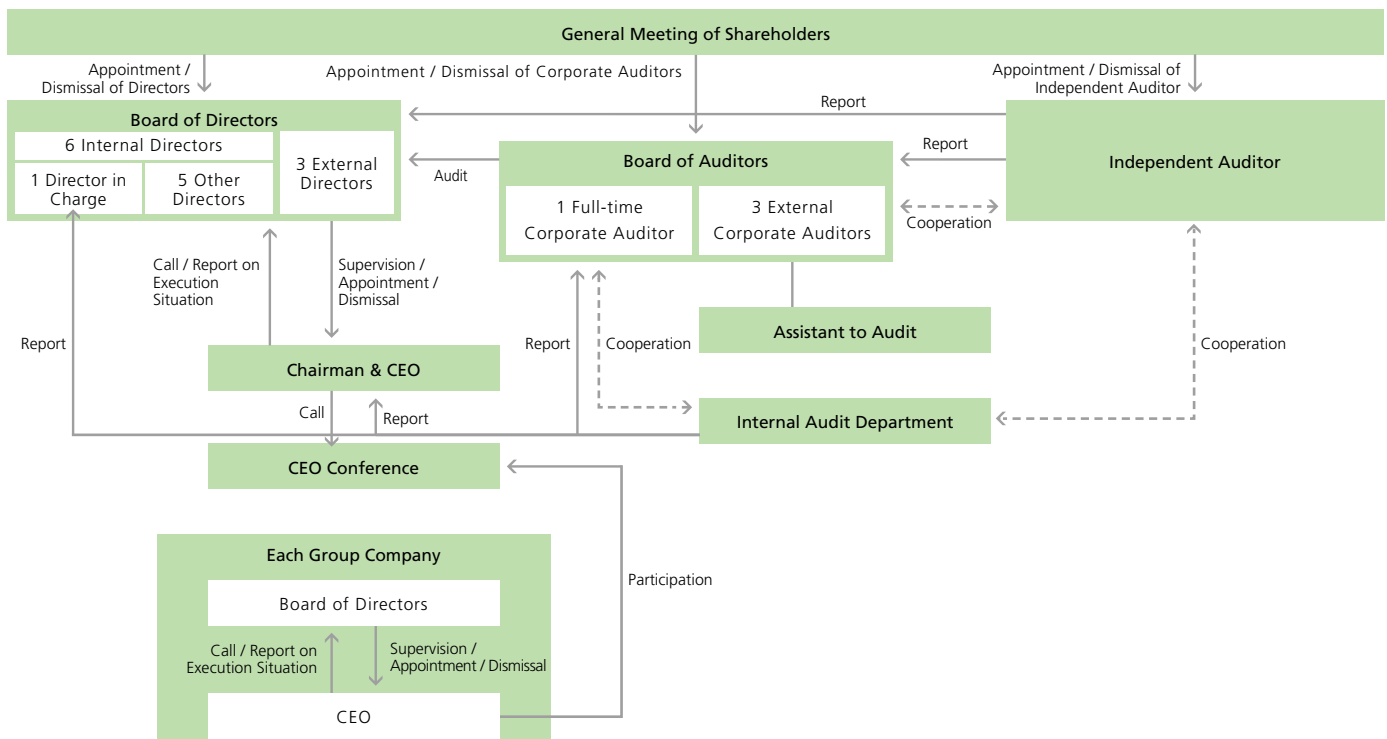 General Meeting of Shareholders
Appointment /
Dismissal of Directors
Appointment / Dismissal of Corporate Auditors
Appointment / Dismissal of
Independent Auditor
Report
Board of Directors
6 Internal Directors
1 Director in
Charge
5 Other
Directors
3 External
Directors
Audit
Board of Auditors
1 Full-time
Corporate Auditor
3 External
Corporate Auditors
Report
Cooperation
Independent Auditor
Call / Report on
Execution
Situation
Supervision /
Appointment /
Dismissal
Report
Chairman & CEO
Report
Cooperation
Assistant to Audit
Cooperation
Call
Report
Internal Audit Department
CEO Conference
Each Group Company
Board of Directors
Call / Report on
Execution Situation
Supervision /
Appointment / Dismissal
CEO
Participation